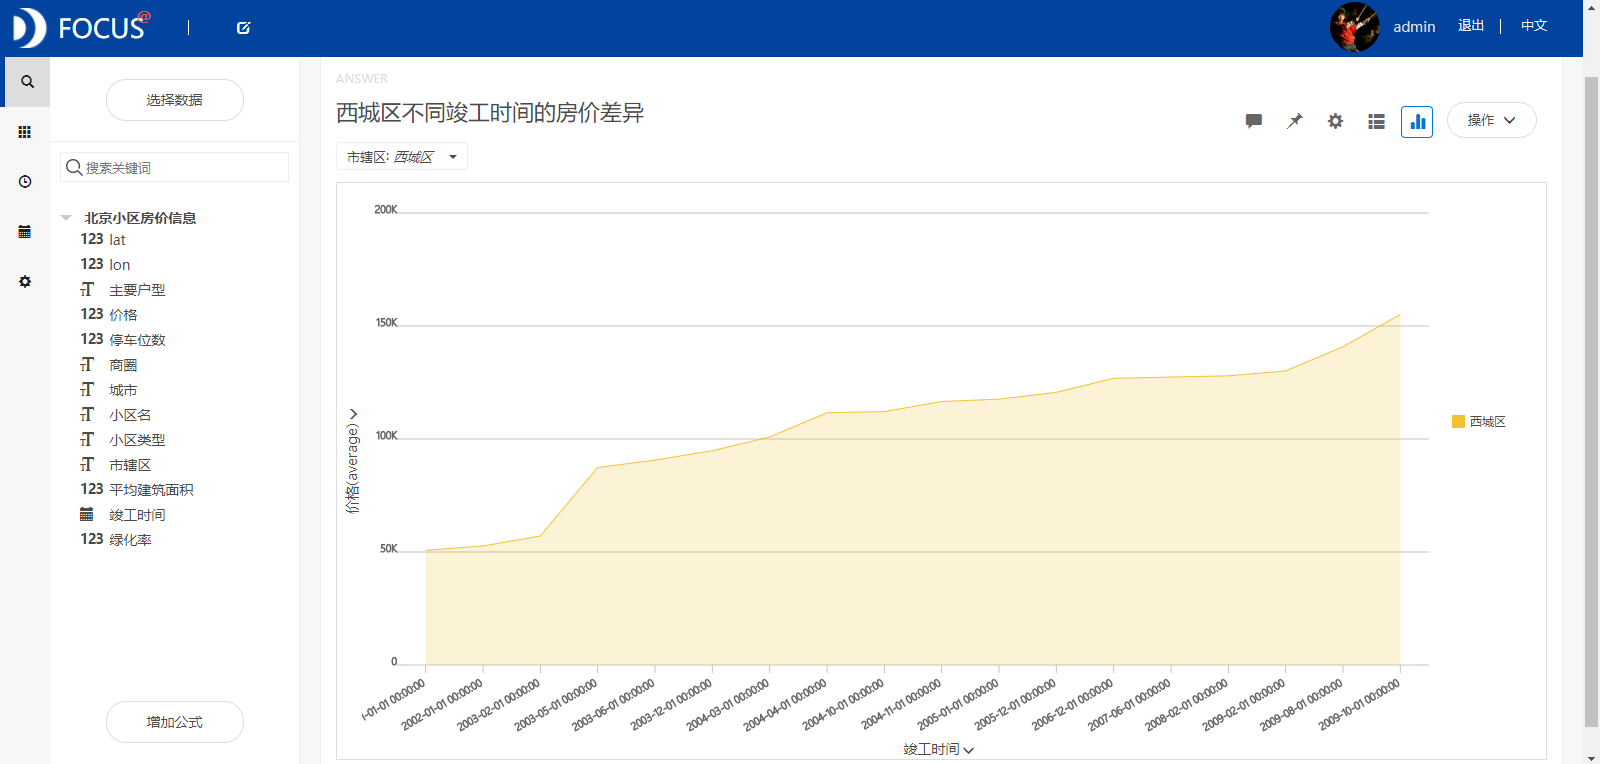 FOCUS@
admin
退出
中文
选择数据
搜索关键词
北京小区房价信息
123 lat
123 lon
TT 主要户型
123 价格
123 停车位数
TT 商圈
TT 城市
TT 小区名
TT 小区类型
TT 市辖区
123 平均建筑面积
竣工时间
123 绿化率
增加公式
ANSWER
西城区不同竣工时间的房价差异
操作
市辖区: 西城区
200K
150K
100K
50K
0
价格(average)
西城区
-01-01 00:00:00
2002-01-01 00:00:00
2003-02-01 00:00:00
2003-05-01 00:00:00
2003-06-01 00:00:00
2003-12-01 00:00:00
2004-03-01 00:00:00
2004-04-01 00:00:00
2004-10-01 00:00:00
2004-11-01 00:00:00
2005-01-01 00:00:00
2005-12-01 00:00:00
2006-12-01 00:00:00
2007-06-01 00:00:00
2008-02-01 00:00:00
2009-02-01 00:00:00
2009-08-01 00:00:00
2009-10-01 00:00:00
竣工时间